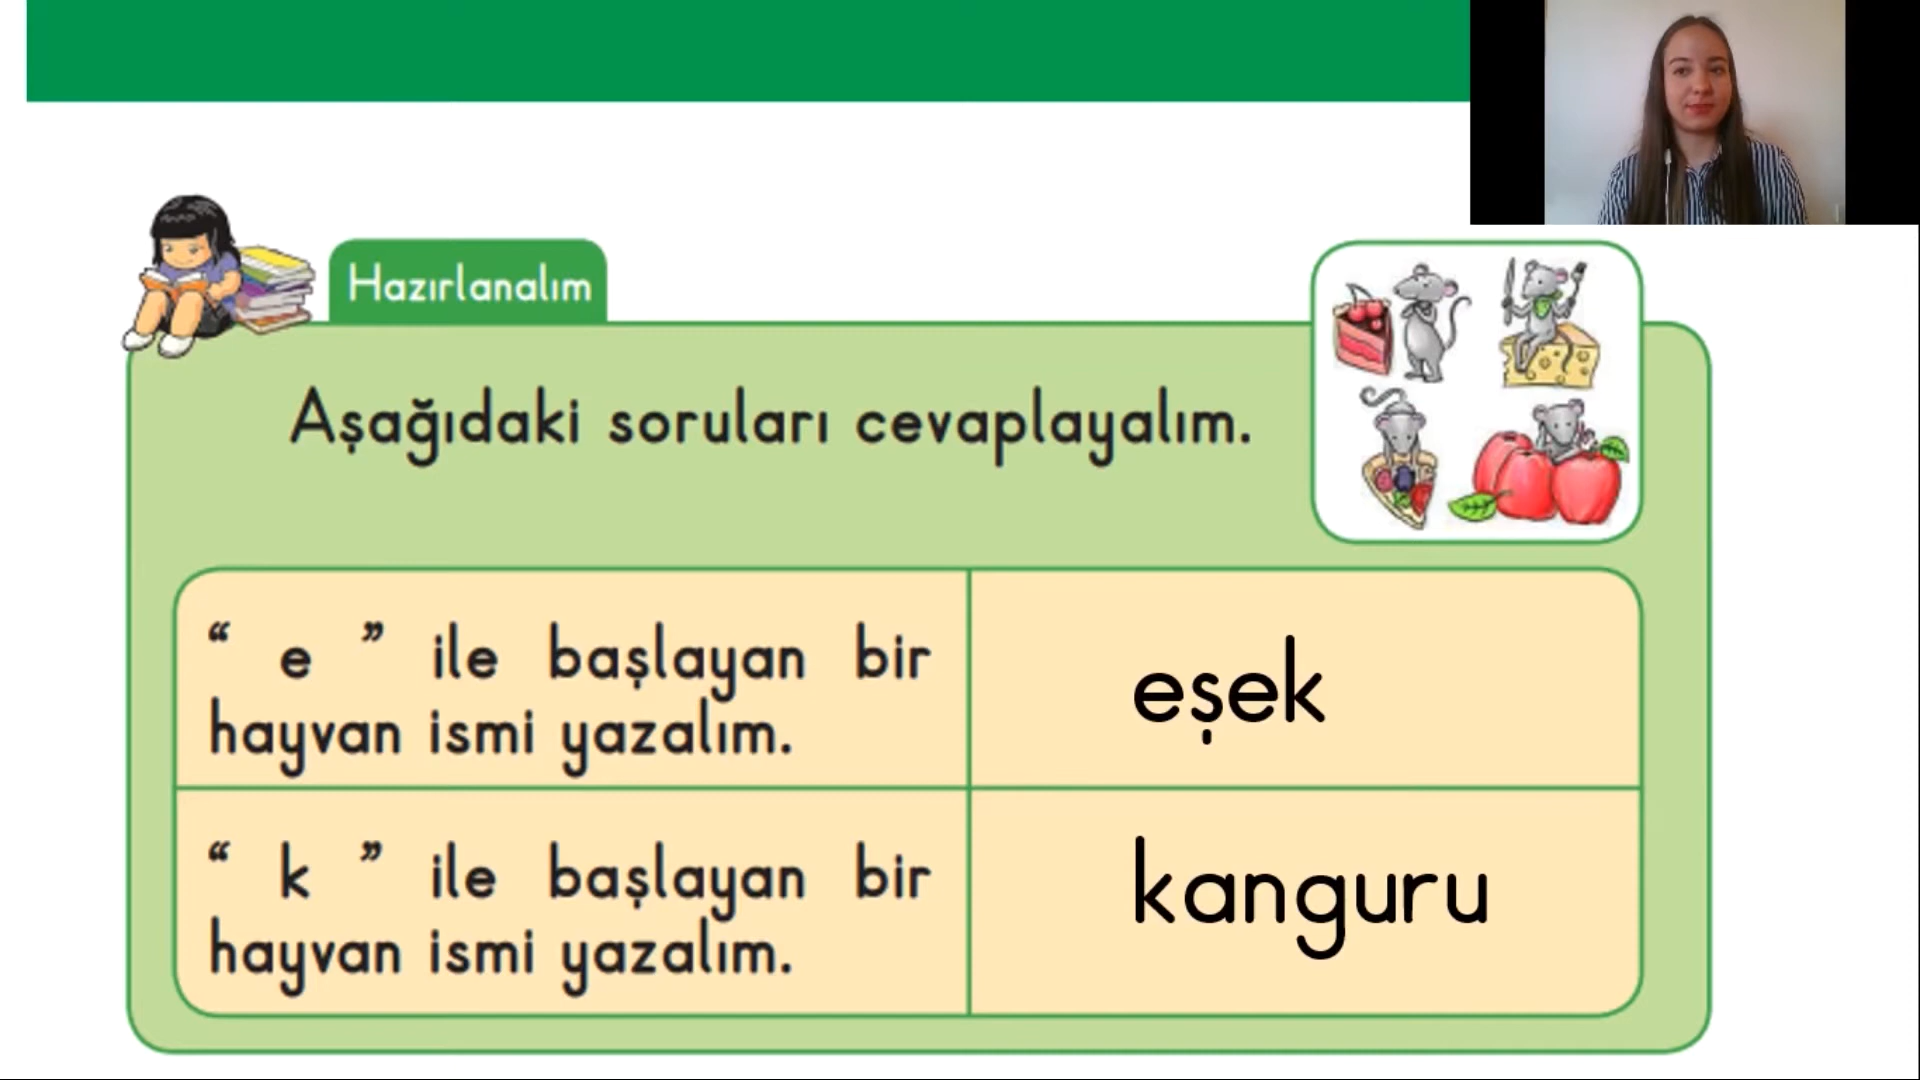 Hazırlanalım
Aşağıdaki soruları cevaplayalım.
“ e ” ile başlayan bir
hayvan ismi yazalım.
eşek
“ k ” ile başlayan bir
hayvan ismi yazalım.
kanguru